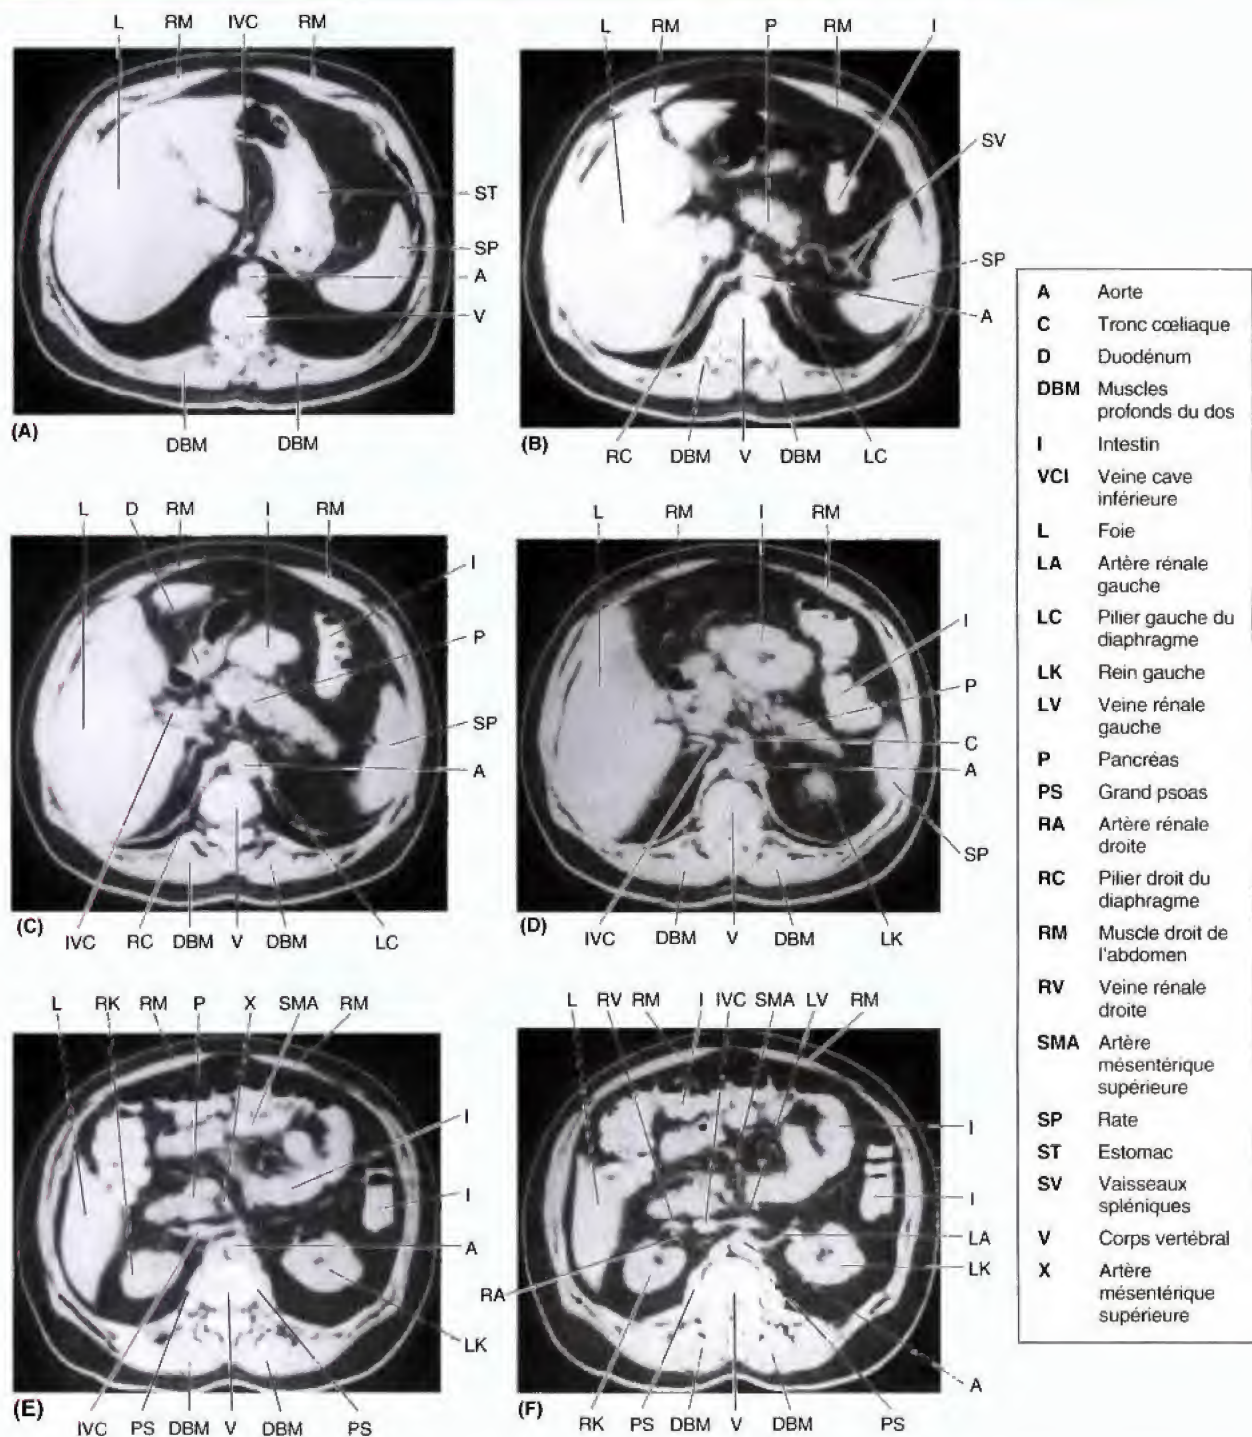 L RM IVC RM
ST
SP
A
V
(A)
DBM DBM
L RM P RM I
SV
SP
A
(B)
RC DBM V DBM LC
L D RM I RM
I
P
SP
A
(C)
IVC RC DBM V DBM LC
L RM I RM
I
P
C
A
SP
(D)
IVC DBM V DBM LK
L RK RM P X SMA RM
I
I
A
LK
(E)
IVC PS DBM V DBM PS
L RV RM I IVC SMA LV RM
I
I
LA
LK
RA
A
(F)
RK PS DBM V DBM PS
A Aorte
C Tronc cœliaque
D Duodénum
DBM Muscles
profonds du dos
I Intestin
VCI Veine cave
inférieure
L Foie
LA Artère rénale
gauche
LC Pilier gauche du
diaphragme
LK Rein gauche
LV Veine rénale
gauche
P Pancréas
PS Grand psoas
RA Artère rénale
droite
RC Pilier droit du
diaphragme
RM Muscle droit de
l'abdomen
RV Veine rénale
droite
SMA Artère
mésentérique
supérieure
SP Rate
ST Estomac
SV Vaisseaux
spléniques
V Corps vertébral
X Artère
mésentérique
supérieure